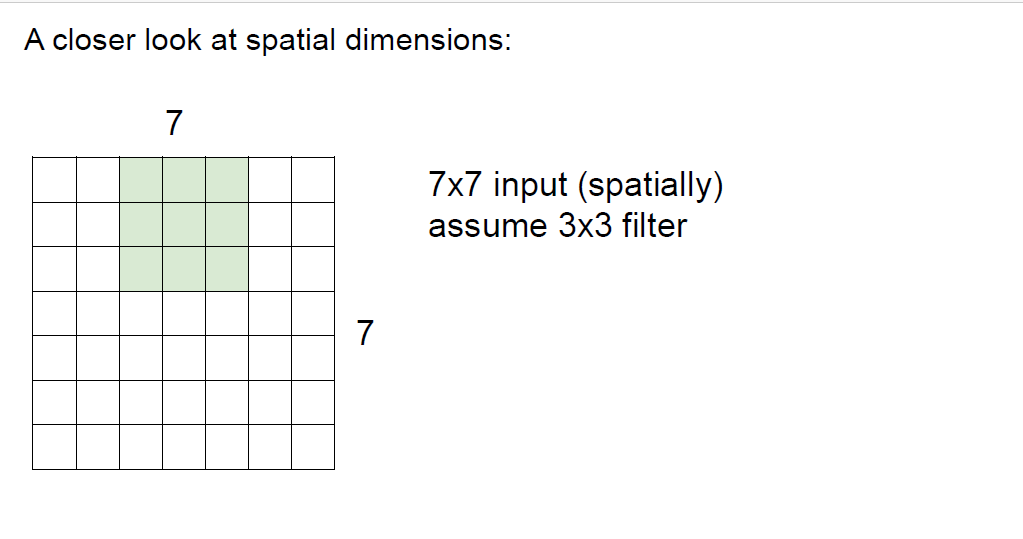 A closer look at spatial dimensions:
7
7x7 input (spatially)
assume 3x3 filter
7